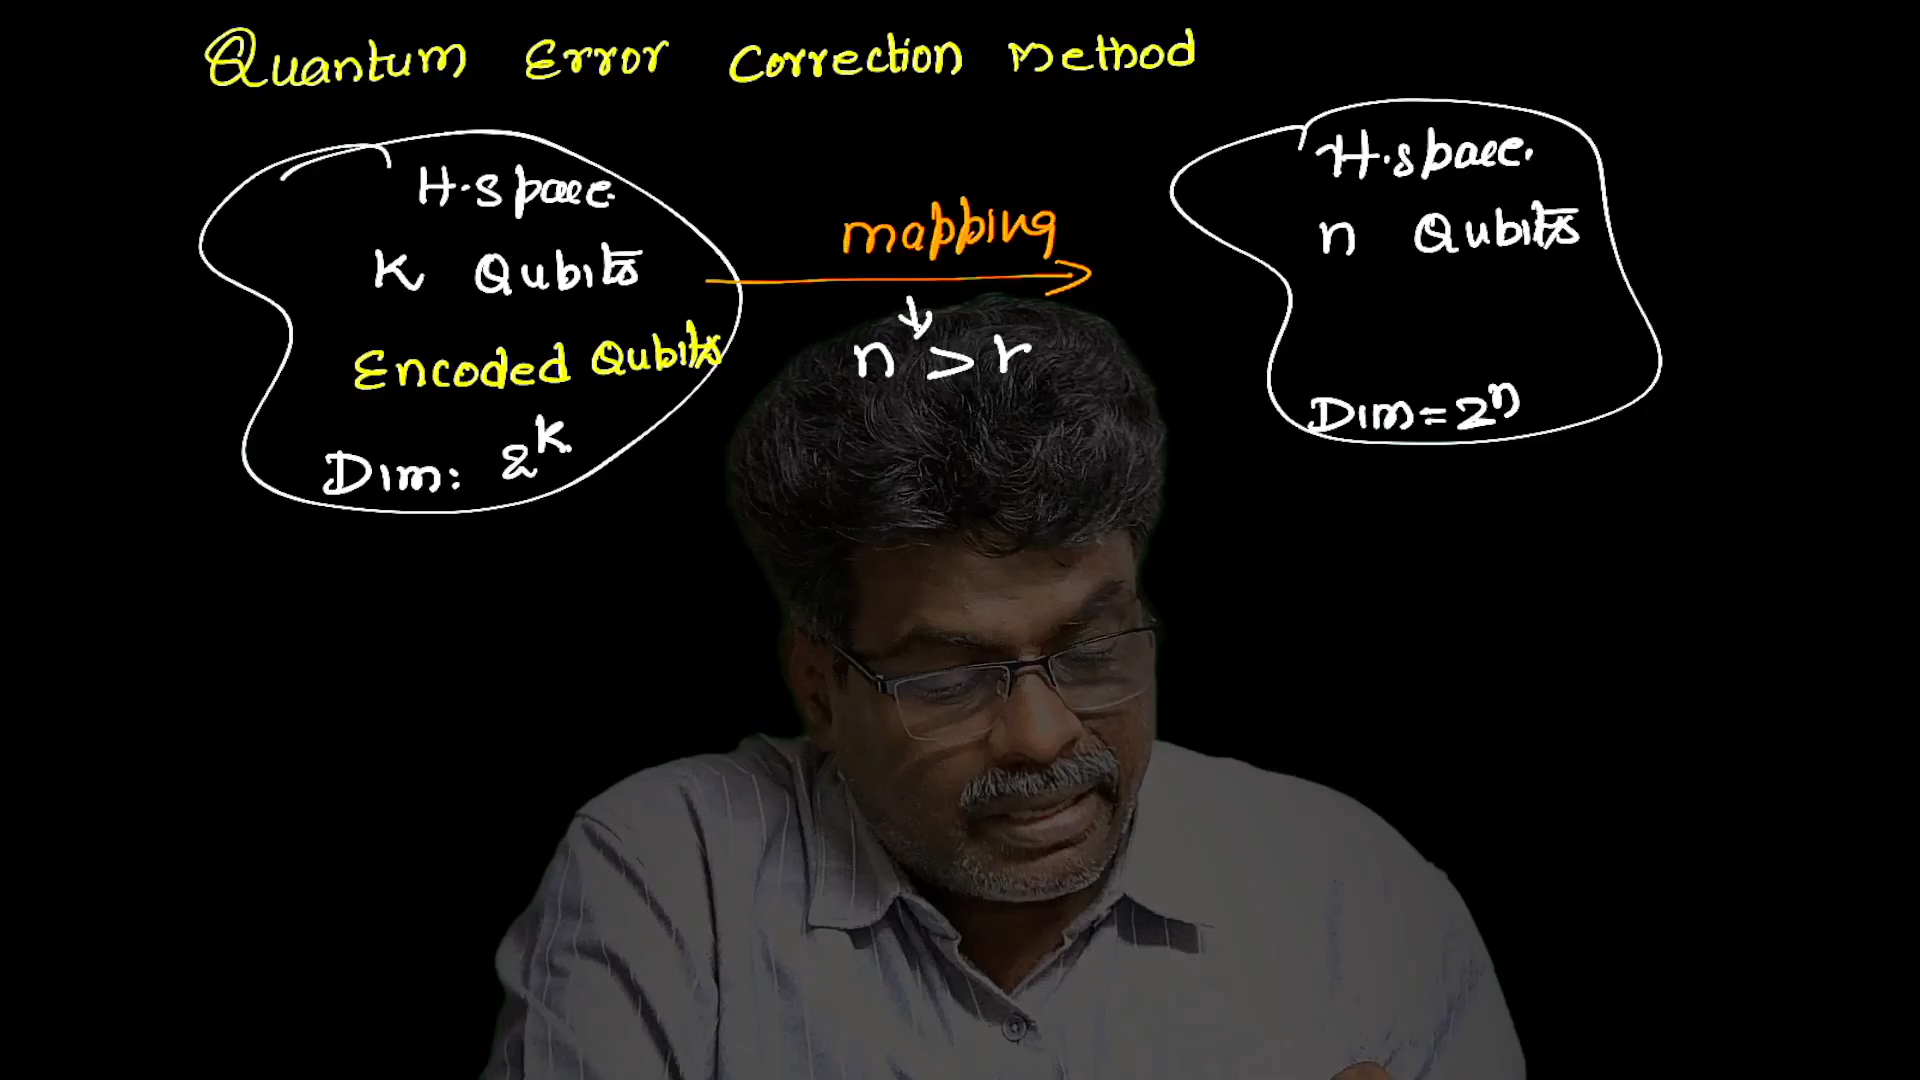 Quantum Error Correction Method
H.space.
K Qubits
Encoded Qubits
Dim: 2^k.
mapping
↓
n > r
H.space.
n Qubits
Dim = 2^n